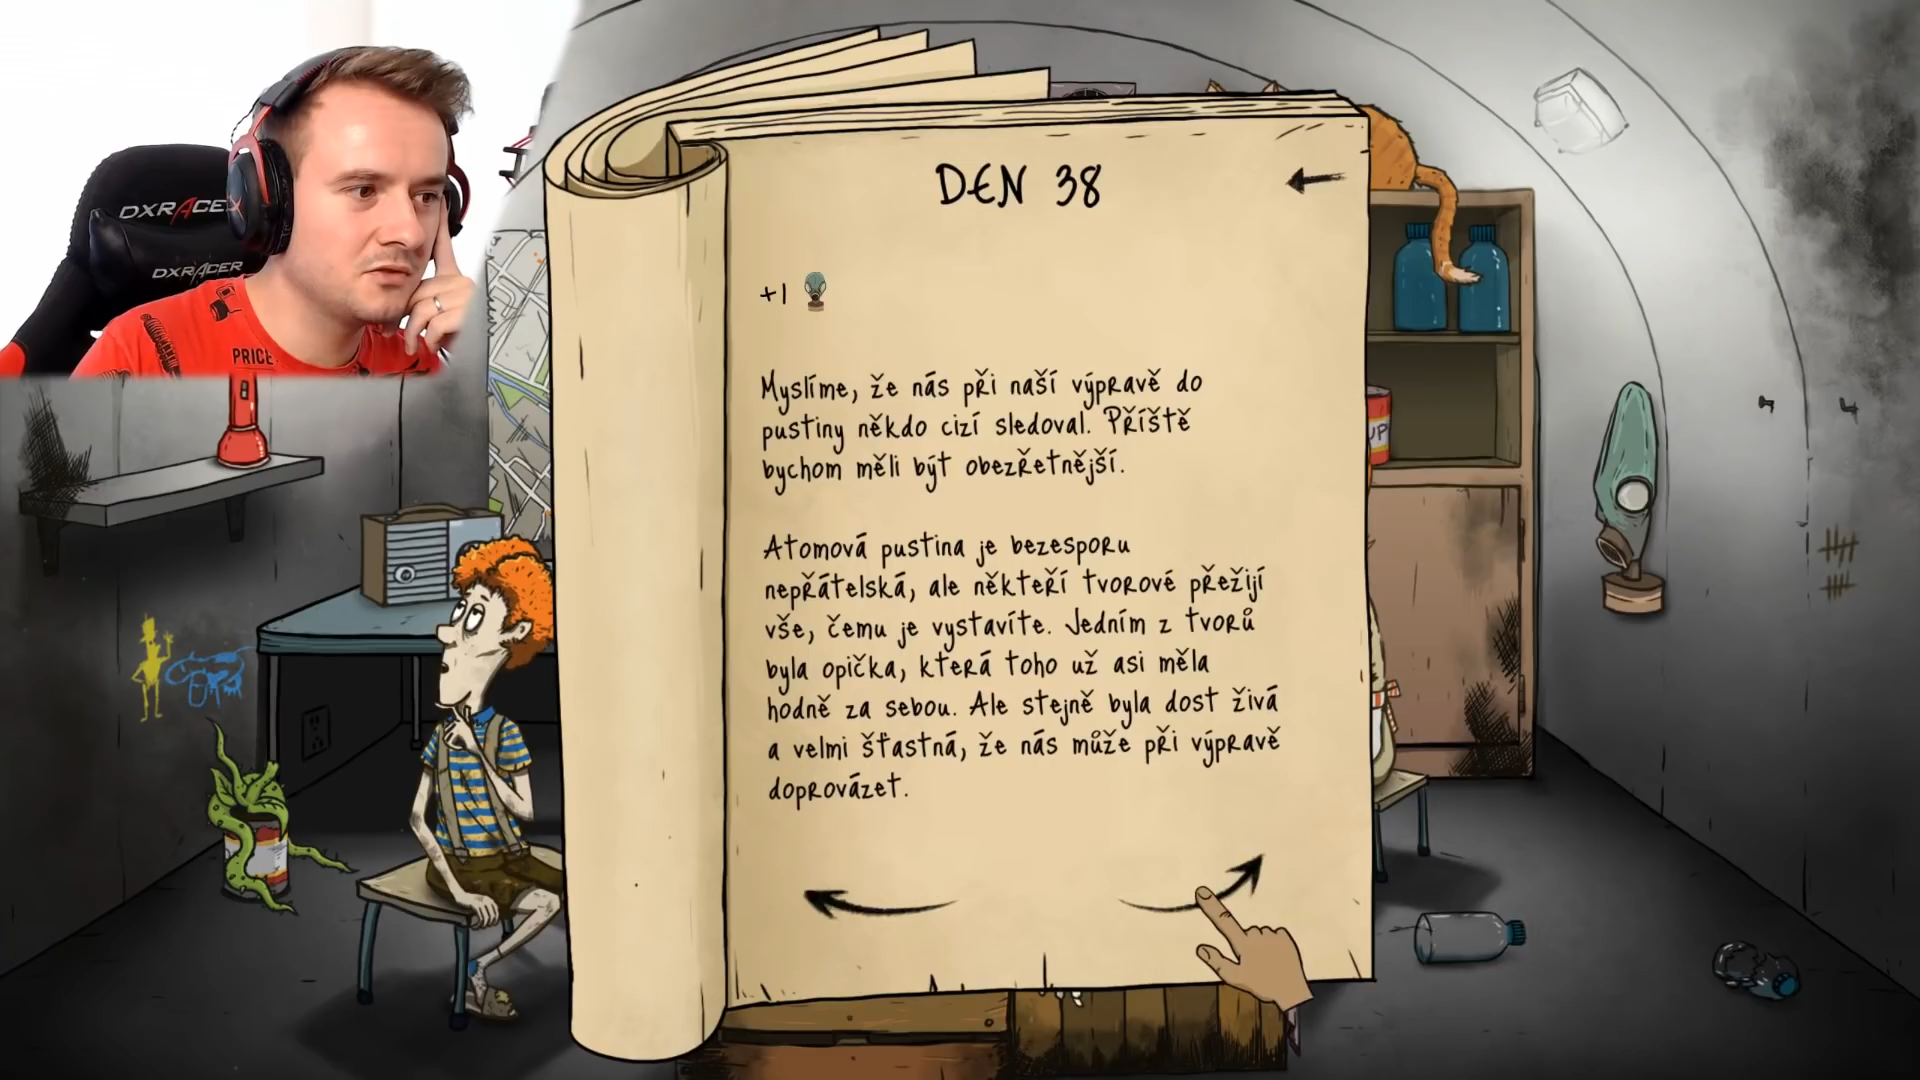 DXRACER
DXRACER
PRICE
DEN 38
+1
Myslíme, že nás při naší výpravě do
pustiny někdo cizí sledoval. Příště
bychom měli být obezřetnější.
Atomová pustina je bezesporu
nepřátelská, ale někteří tvorové přežijí
vše, čemu je vystavíte. Jedním z tvorů
byla opička, která toho už asi měla
hodně za sebou. Ale stejně byla dost živá
a velmi šťastná, že nás může při výpravě
doprovázet.
UP